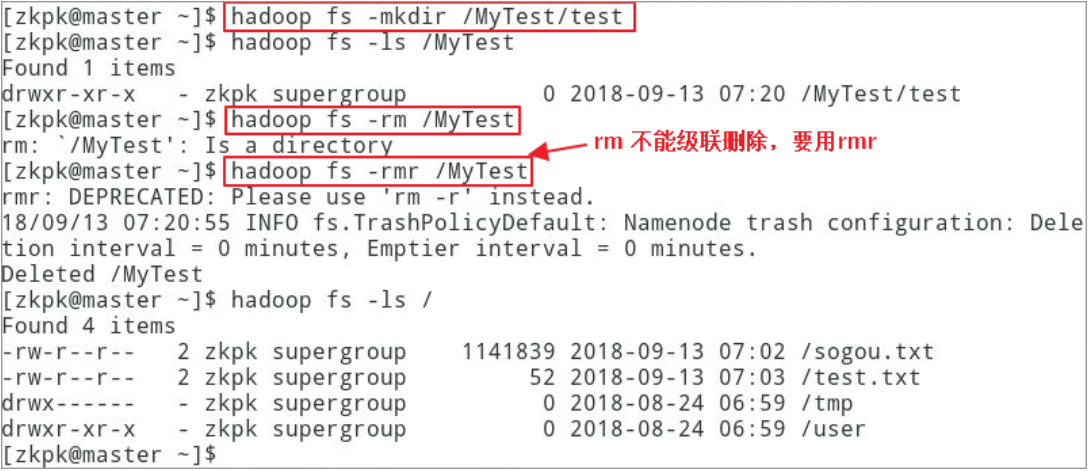 [zkpk@master ~]$ hadoop fs -mkdir /MyTest/test
[zkpk@master ~]$ hadoop fs -ls /MyTest
Found 1 items
drwxr-xr-x   - zkpk supergroup          0 2018-09-13 07:20 /MyTest/test
[zkpk@master ~]$ hadoop fs -rm /MyTest
rm: `/MyTest': Is a directory
rm 不能级联删除，要用rmr
[zkpk@master ~]$ hadoop fs -rmr /MyTest
rmr: DEPRECATED: Please use 'rm -r' instead.
18/09/13 07:20:55 INFO fs.TrashPolicyDefault: Namenode trash configuration: Dele
tion interval = 0 minutes, Emptier interval = 0 minutes.
Deleted /MyTest
[zkpk@master ~]$ hadoop fs -ls /
Found 4 items
-rw-r--r--   2 zkpk supergroup    1141839 2018-09-13 07:02 /sogou.txt
-rw-r--r--   2 zkpk supergroup         52 2018-09-13 07:03 /test.txt
drwx------   - zkpk supergroup          0 2018-08-24 06:59 /tmp
drwxr-xr-x   - zkpk supergroup          0 2018-08-24 06:59 /user
[zkpk@master ~]$